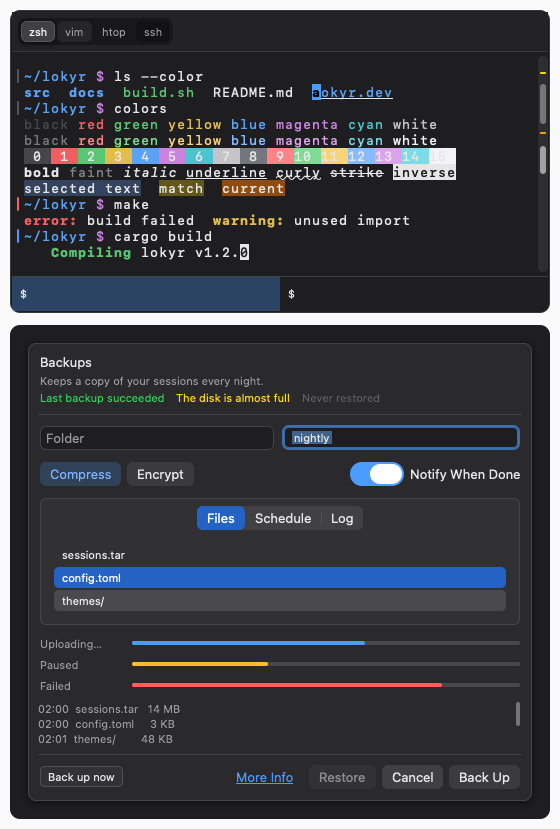 zsh vim htop ssh
~/lokyr $ ls --color
src docs build.sh README.md lokyr.dev
~/lokyr $ colors
black red green yellow blue magenta cyan white
black red green yellow blue magenta cyan white
0 1 2 3 4 5 6 7 8 9 10 11 12 13 14 15
bold faint italic underline curly strike inverse
selected text match current
~/lokyr $ make
error: build failed warning: unused import
~/lokyr $ cargo build
Compiling lokyr v1.2.0
$ $
Backups
Keeps a copy of your sessions every night.
Last backup succeeded The disk is almost full Never restored
Folder nightly
Compress Encrypt Notify When Done
Files Schedule Log
sessions.tar
config.toml
themes/
Uploading...
Paused
Failed
02:00 sessions.tar 14 MB
02:00 config.toml 3 KB
02:01 themes/ 48 KB
Back up now More Info Restore Cancel Back Up